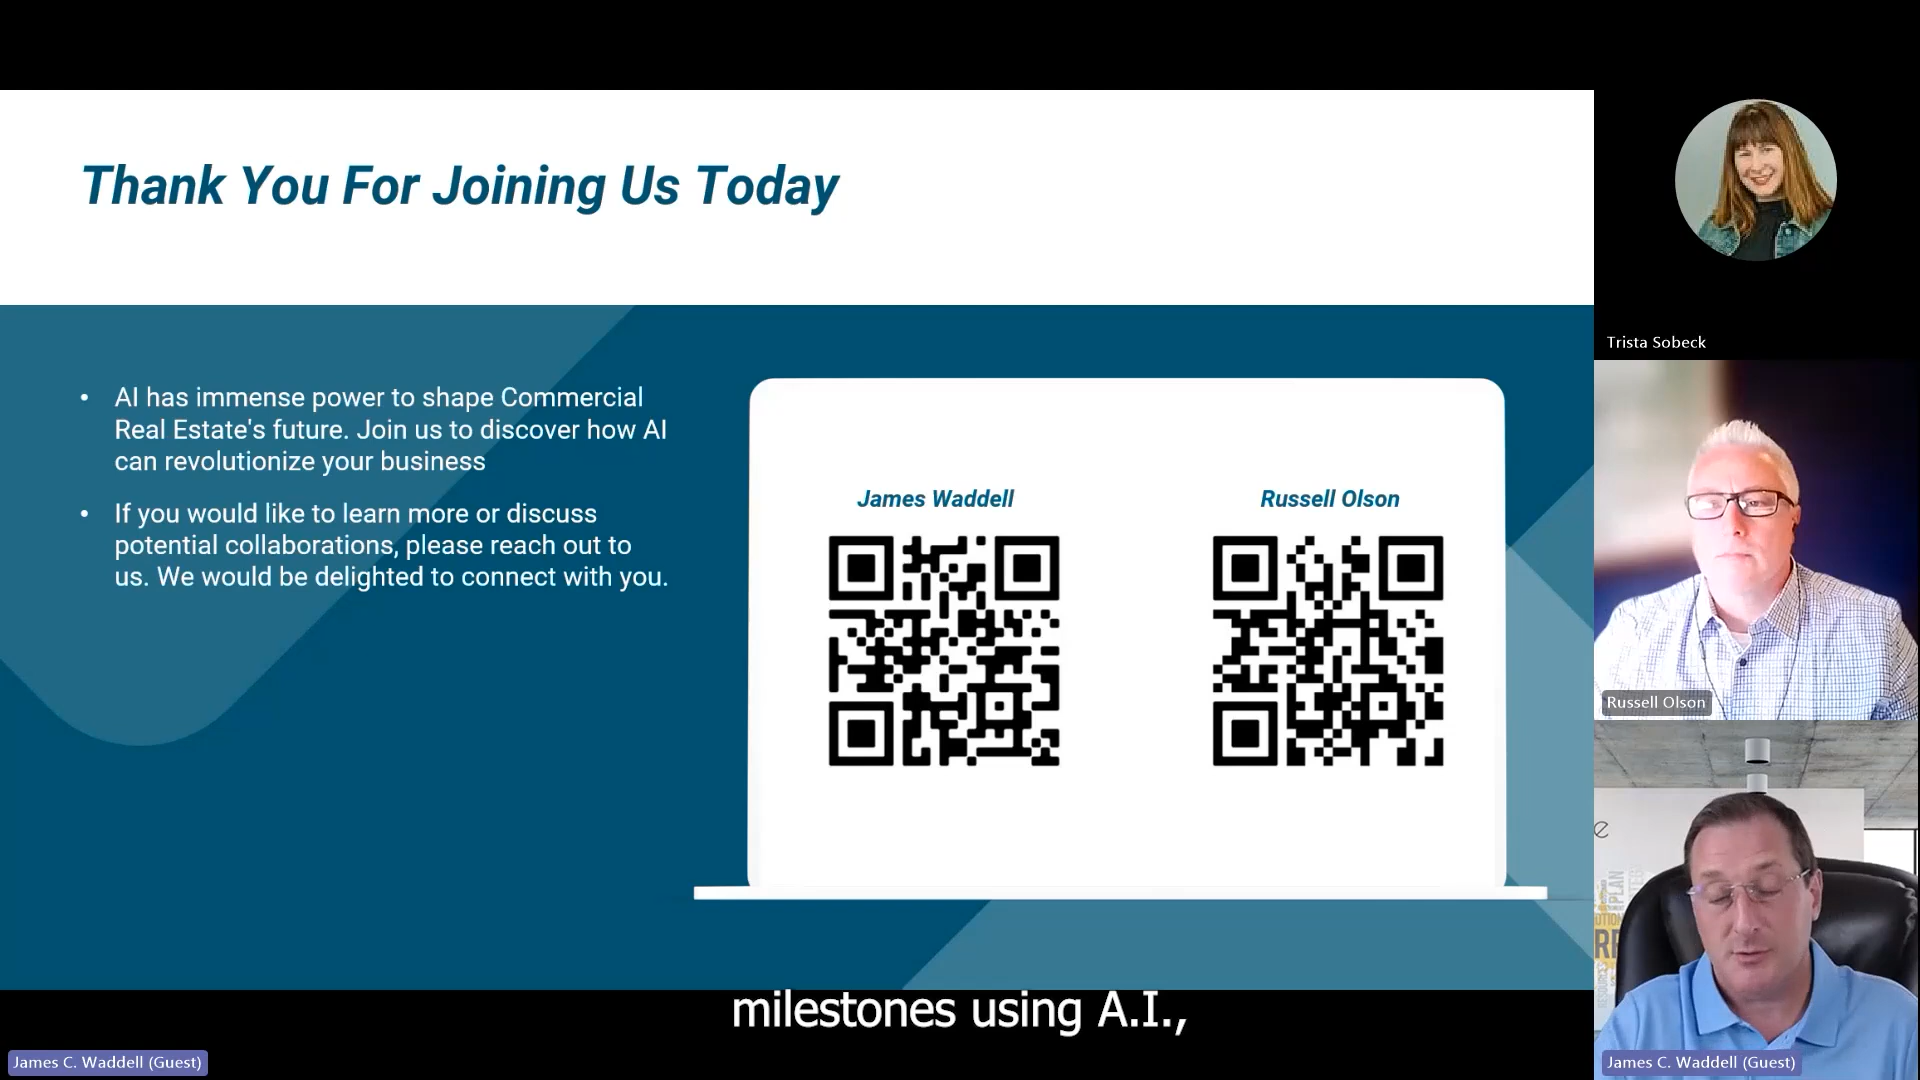 Thank You For Joining Us Today
• AI has immense power to shape Commercial
Real Estate's future. Join us to discover how AI
can revolutionize your business
• If you would like to learn more or discuss
potential collaborations, please reach out to
us. We would be delighted to connect with you.
James Waddell
Russell Olson
Trista Sobeck
Russell Olson
PLAN
milestones using A.I.,
James C. Waddell (Guest)
James C. Waddell (Guest)